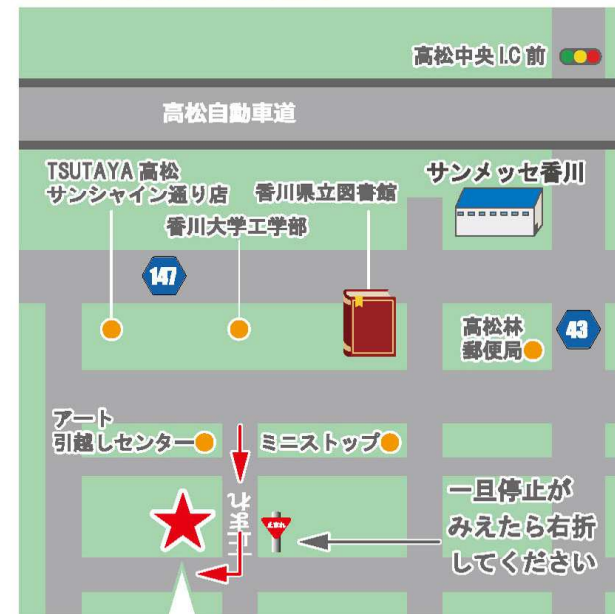 高松中央I.C前
高松自動車道
TSUTAYA 高松
サンシャイン通り店
香川県立図書館
サンメッセ香川
香川大学工学部
147
高松林
郵便局
43
アート
引越しセンター
ミニストップ
止まれ
止まれ
一旦停止が
みえたら右折
してください